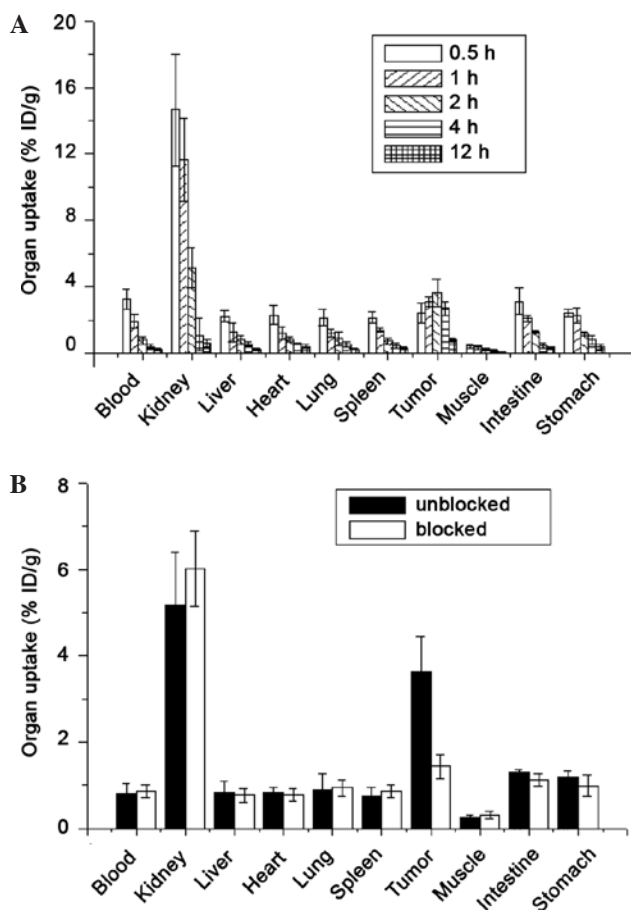 A
Organ uptake (% ID/g)
20
16
12
8
4
0
0.5 h
1 h
2 h
4 h
12 h
Blood
Kidney
Liver
Heart
Lung
Spleen
Tumor
Muscle
Intestine
Stomach
B
Organ uptake (% ID/g)
8
6
4
2
0
unblocked
blocked
Blood
Kidney
Liver
Heart
Lung
Spleen
Tumor
Muscle
Intestine
Stomach